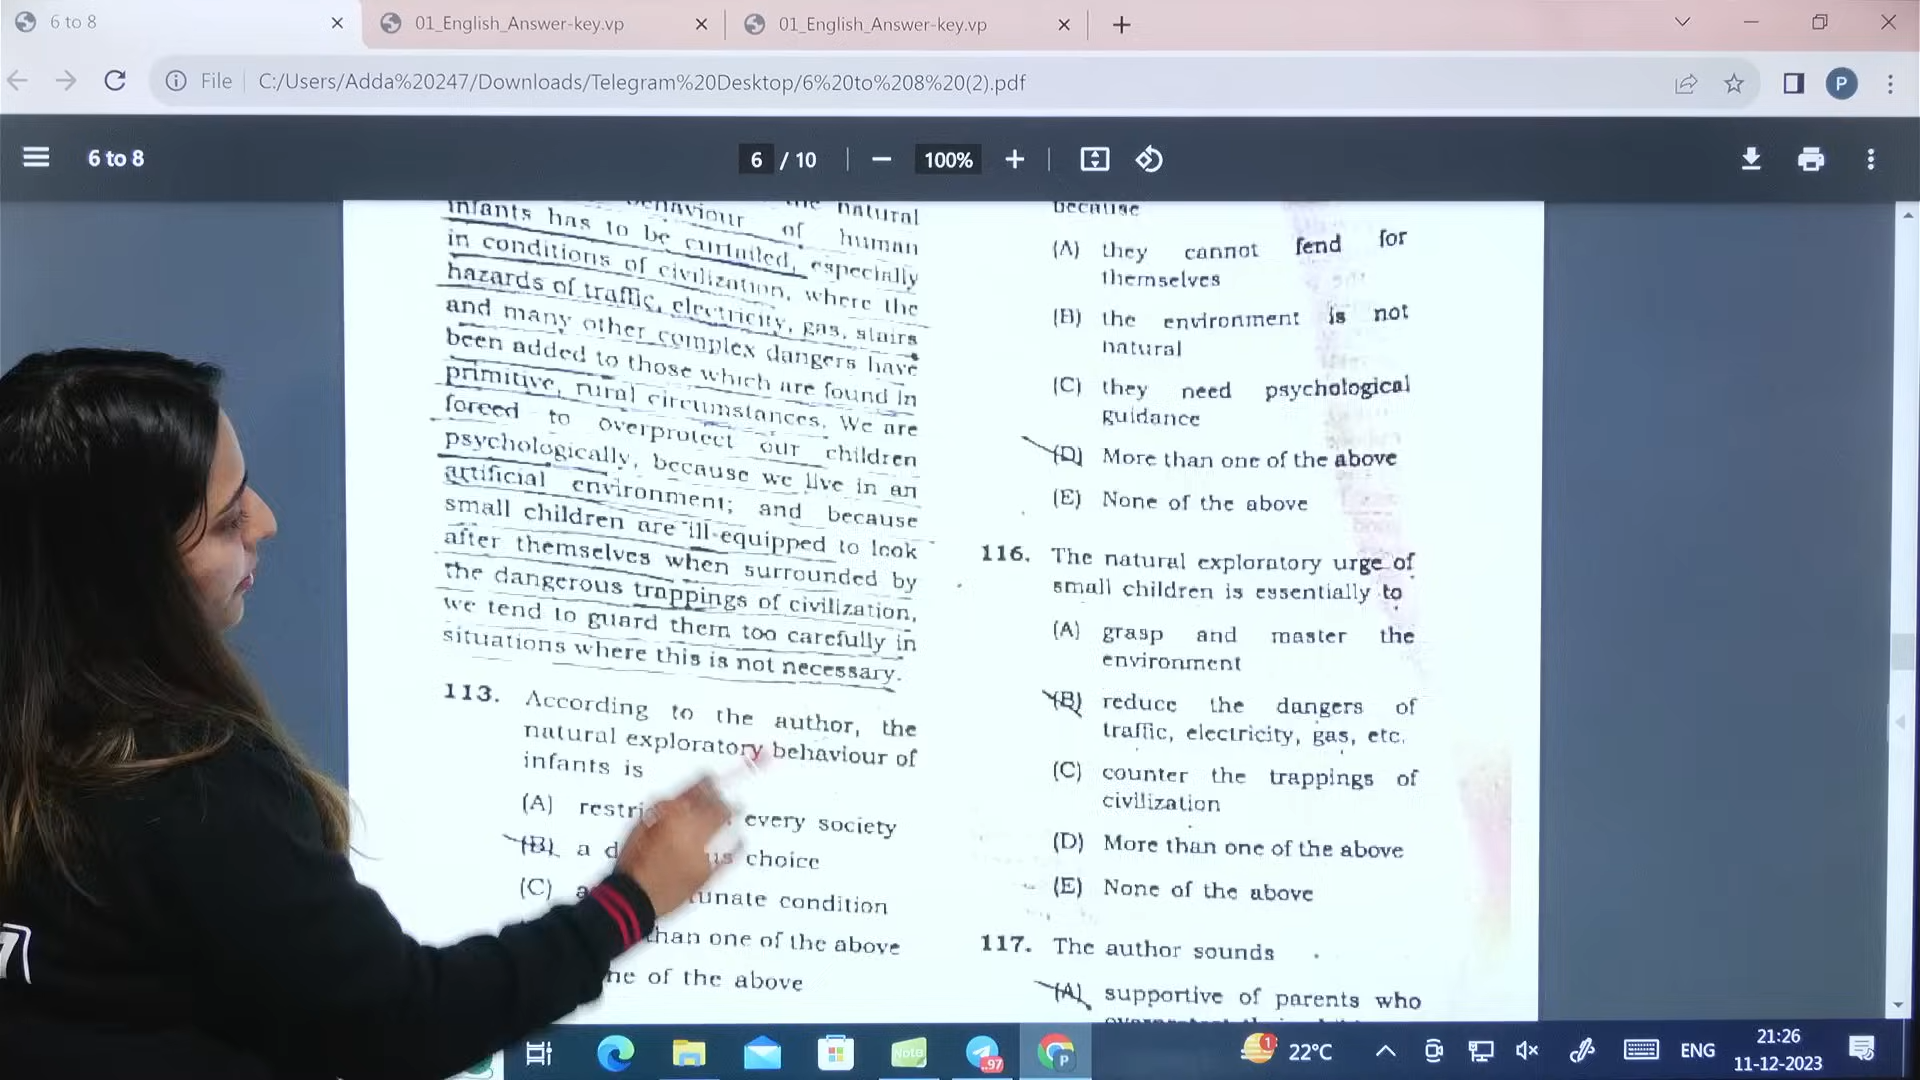 6 to 8
01_English_Answer-key.vp
01_English_Answer-key.vp
File
C:/Users/Adda%20247/Downloads/Telegram%20Desktop/6%20to%208%20(2).pdf
P
6 to 8
6 / 10
100%
natural
behaviour of human
infants has to be curtailed, especially
in conditions of civilization, where the
hazards of traffic, electricity, gas, stairs
and many other complex dangers have
been added to those which are found in
primitive, rural circumstances. We are
forced to overprotect our children
psychologically, because we live in an
artificial environment; and because
small children are ill-equipped to look
after themselves when surrounded by
the dangerous trappings of civilization,
we tend to guard them too carefully in
situations where this is not necessary.
113. According to the author, the
natural exploratory behaviour of
infants is
(A) every society
(B) a choice
(C) condition
than one of the above
of the above
because
(A) they cannot fend for
themselves
(B) the environment is not
natural
(C) they need psychological
guidance
(D) More than one of the above
(E) None of the above
116. The natural exploratory urge of
small children is essentially to
(A) grasp and master the
environment
(B) reduce the dangers of
traffic, electricity, gas, etc.
(C) counter the trappings of
civilization
(D) More than one of the above
(E) None of the above
117. The author sounds
(A) supportive of parents who
7
Note
97
P
1
22°C
ENG
21:26
11-12-2023